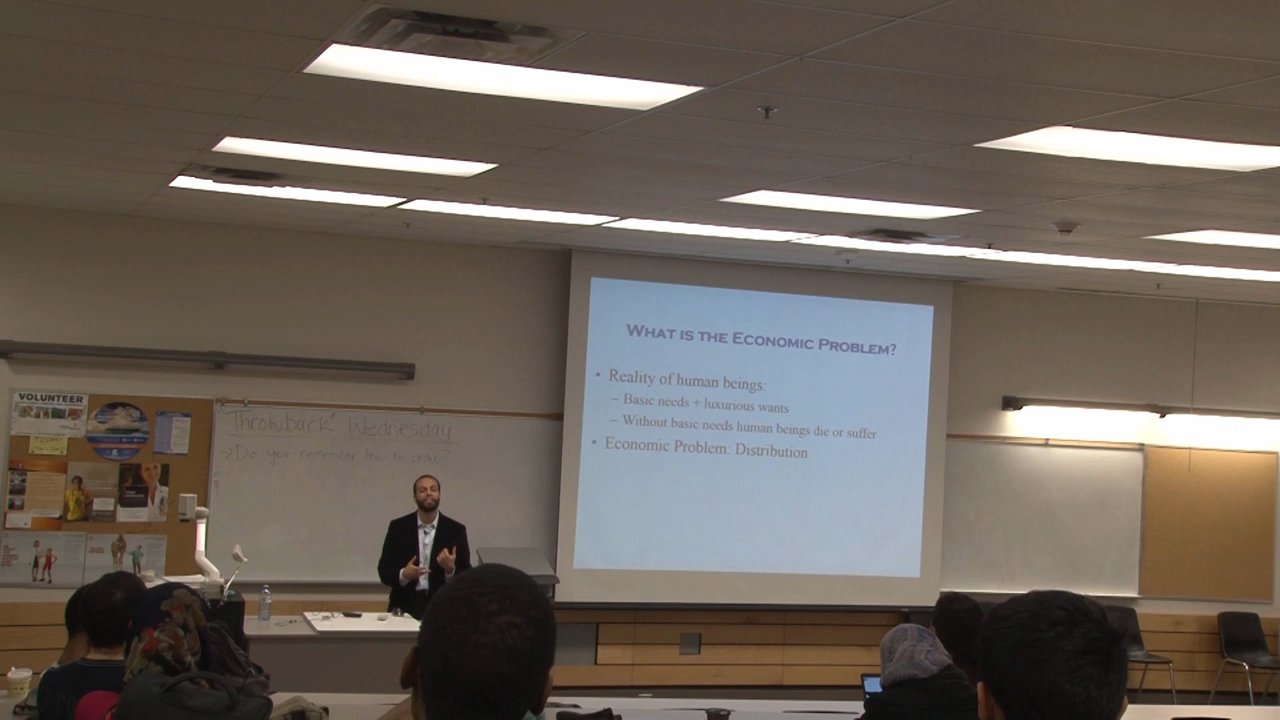 VOLUNTEER
Throwback Wednesday
→ Do you remember how to draw?
WHAT IS THE ECONOMIC PROBLEM?
• Reality of human beings:
– Basic needs + luxurious wants
– Without basic needs human beings die or suffer
• Economic Problem: Distribution